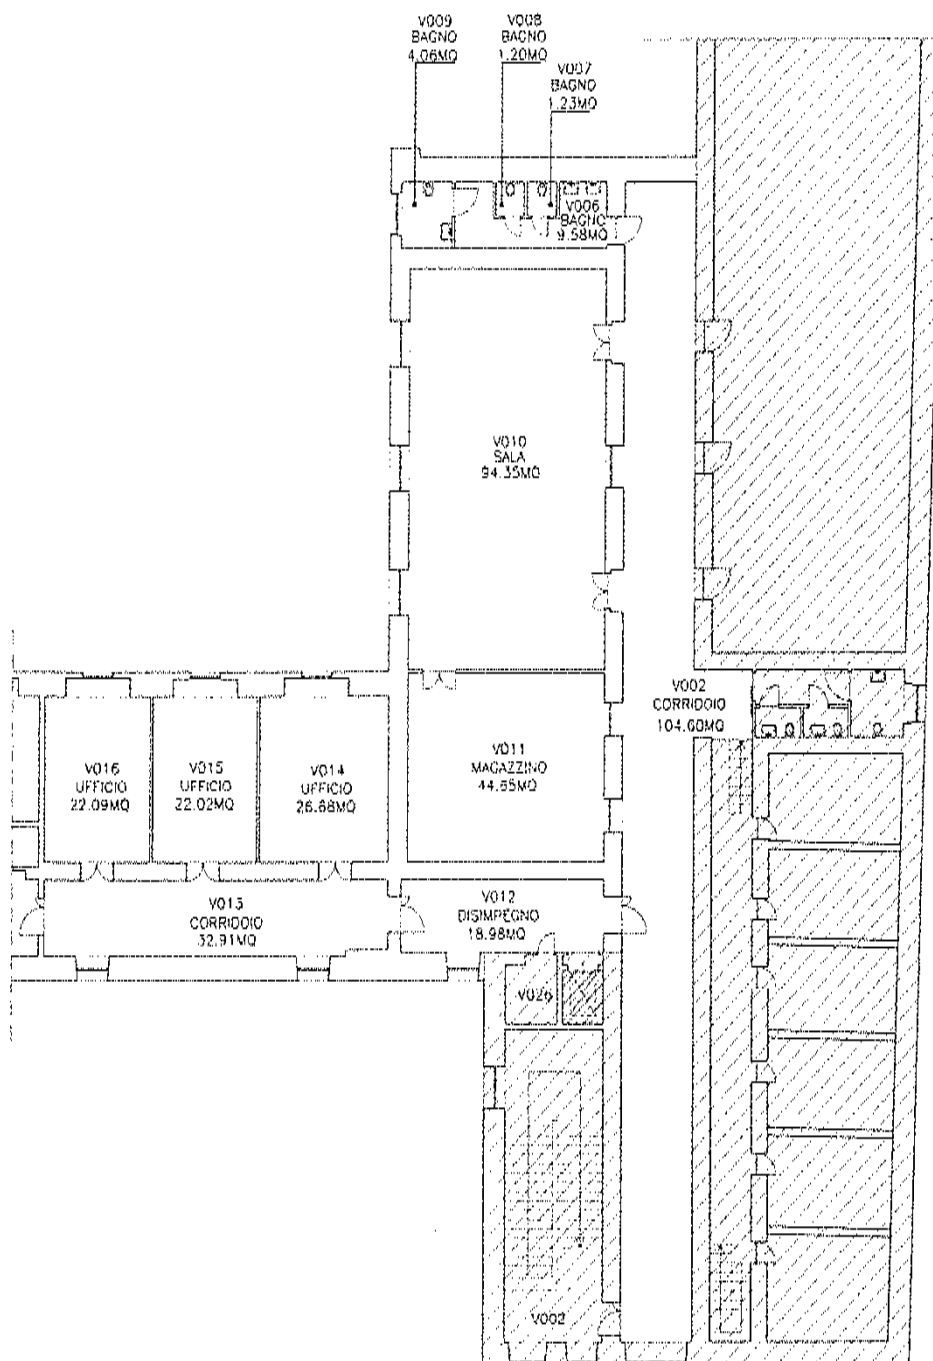 V009
BAGNO
4.06MQ
V008
BAGNO
1.20MQ
V007
BAGNO
1.23MQ
V006
BAGNO
9.58MQ
V010
SALA
94.35MQ
V002
CORRIDOIO
104.60MQ
V011
MAGAZZINO
44.65MQ
V016
UFFICIO
22.09MQ
V015
UFFICIO
22.02MQ
V014
UFFICIO
26.68MQ
V013
CORRIDOIO
32.91MQ
V012
DISIMPEGNO
18.98MQ
V026
V002